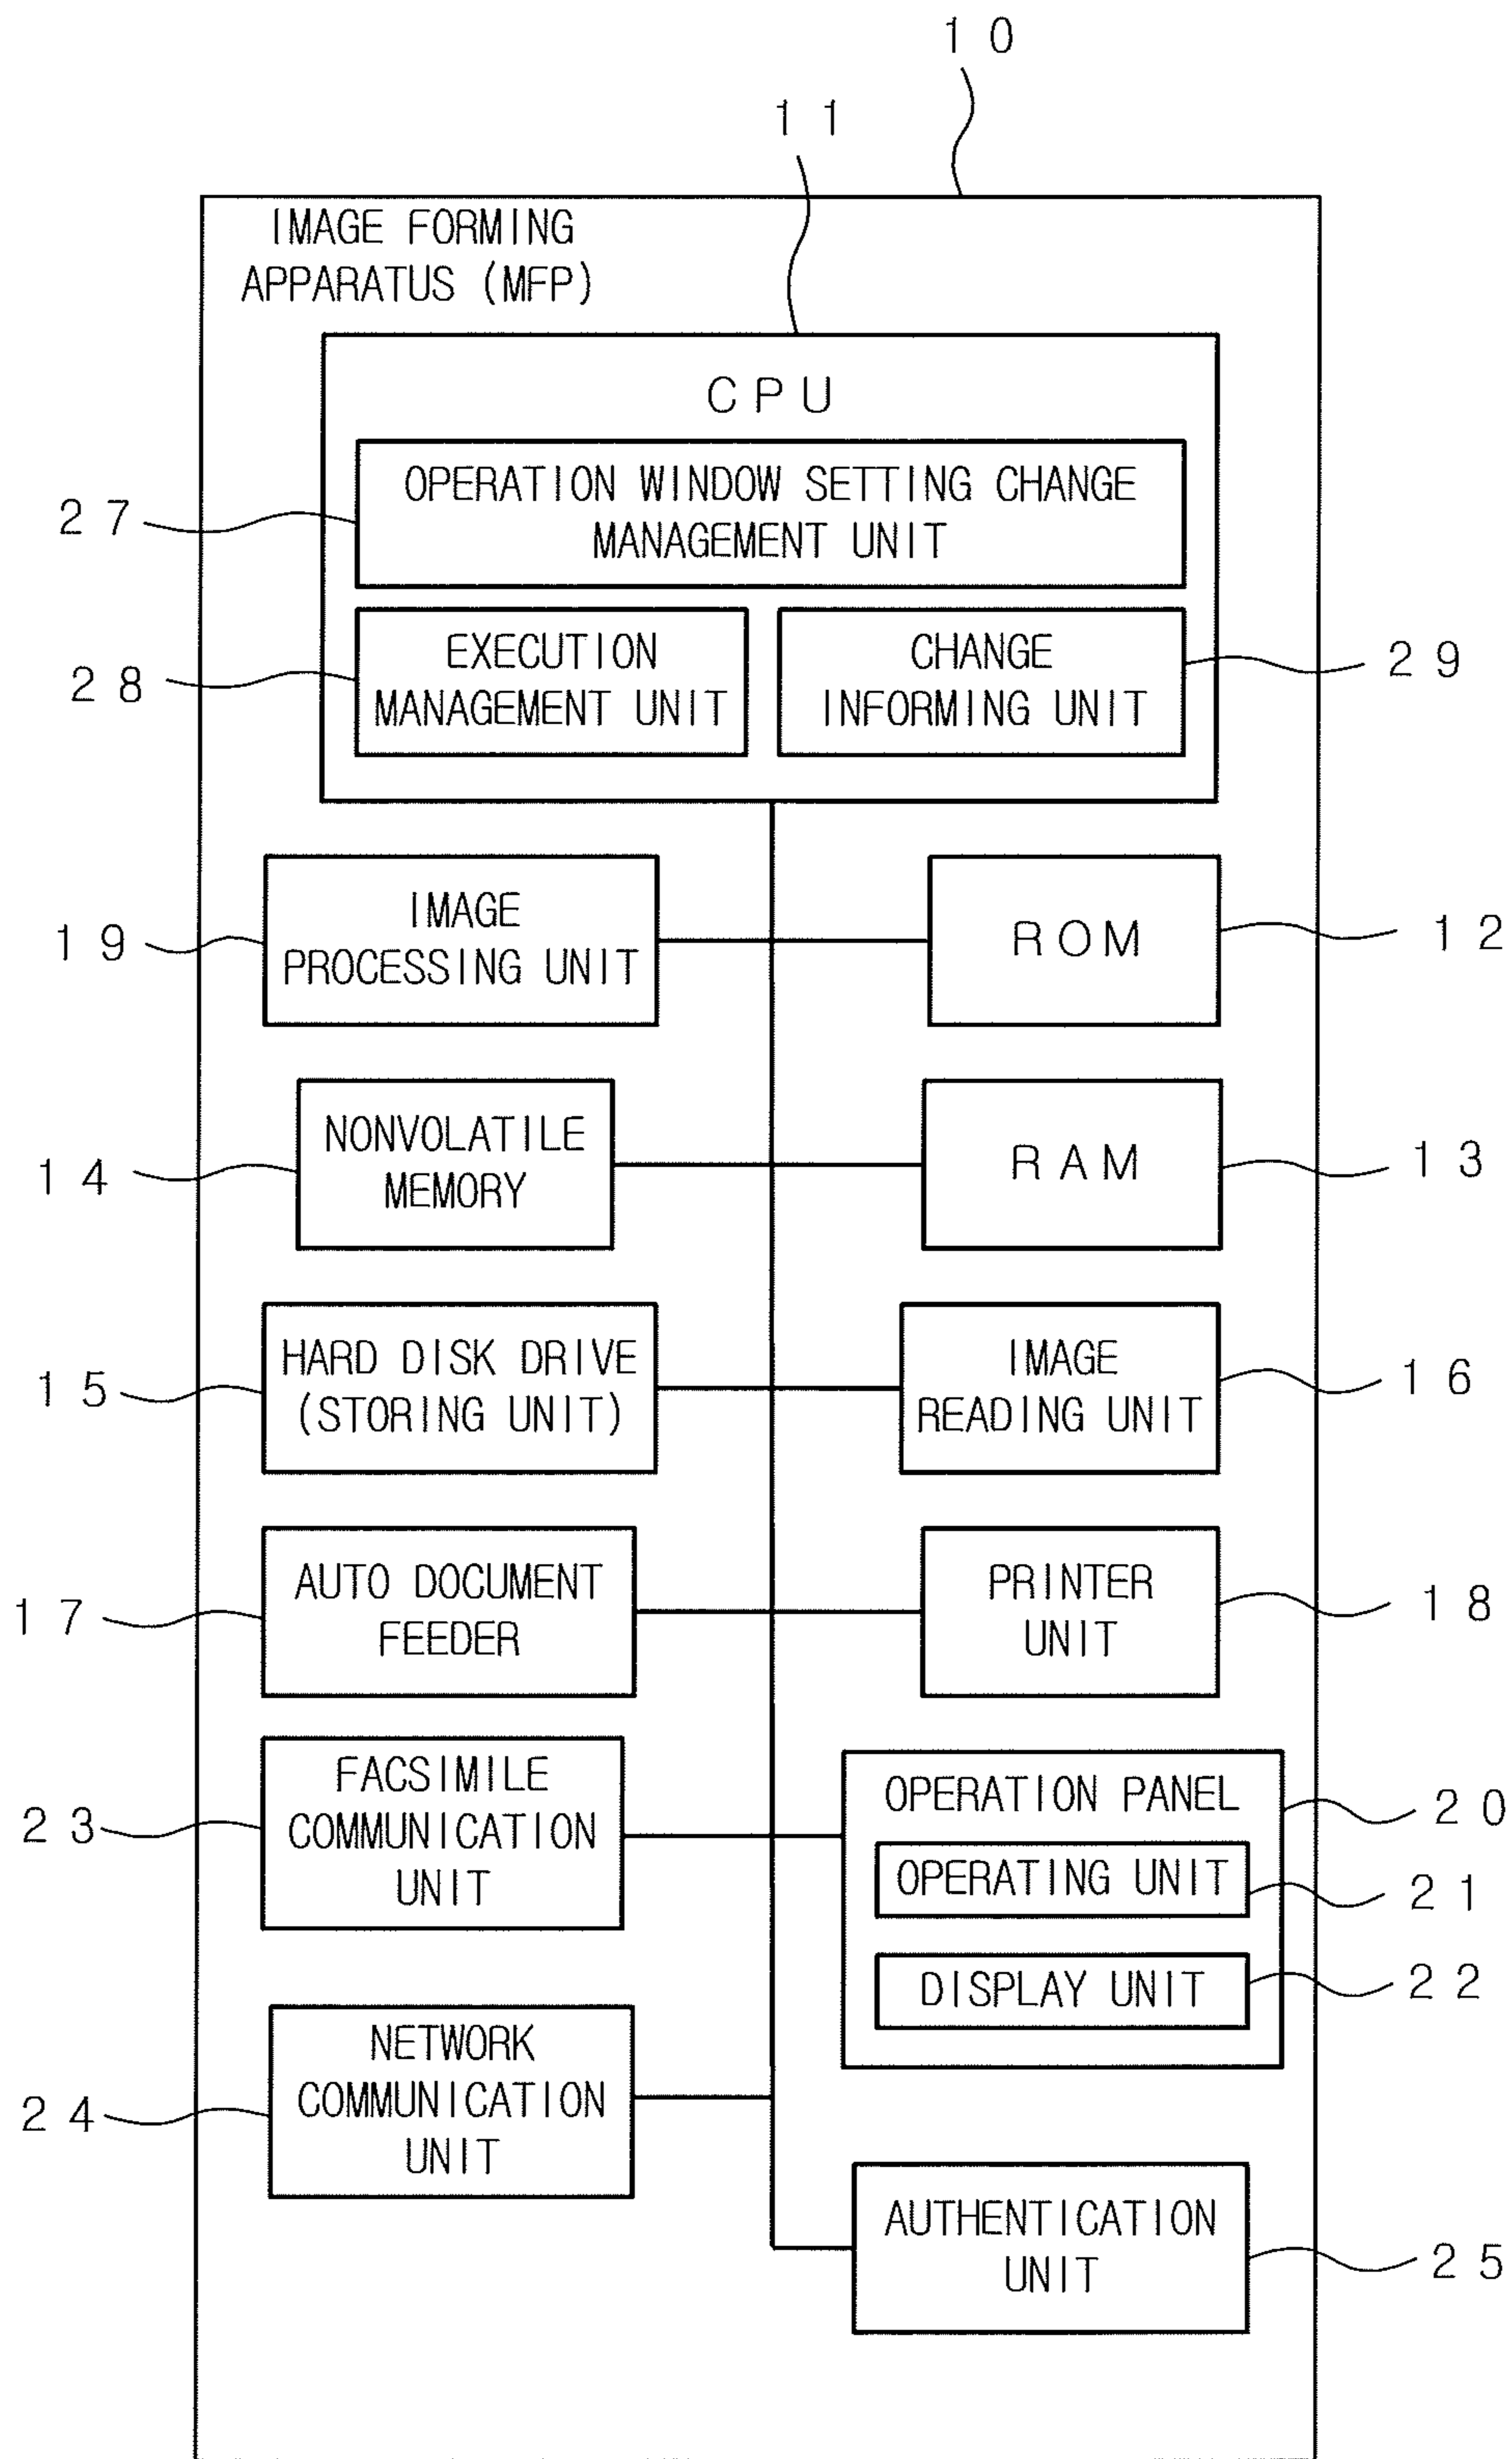 10
11
IMAGE FORMING
APPARATUS (MFP)
CPU
OPERATION WINDOW SETTING CHANGE
MANAGEMENT UNIT
27
EXECUTION
MANAGEMENT UNIT
28
CHANGE
INFORMING UNIT
29
IMAGE
PROCESSING UNIT
19
ROM
12
NONVOLATILE
MEMORY
14
RAM
13
HARD DISK DRIVE
(STORING UNIT)
15
IMAGE
READING UNIT
16
AUTO DOCUMENT
FEEDER
17
PRINTER
UNIT
18
FACSIMILE
COMMUNICATION
UNIT
23
OPERATION PANEL
20
OPERATING UNIT
21
DISPLAY UNIT
22
NETWORK
COMMUNICATION
UNIT
24
AUTHENTICATION
UNIT
25